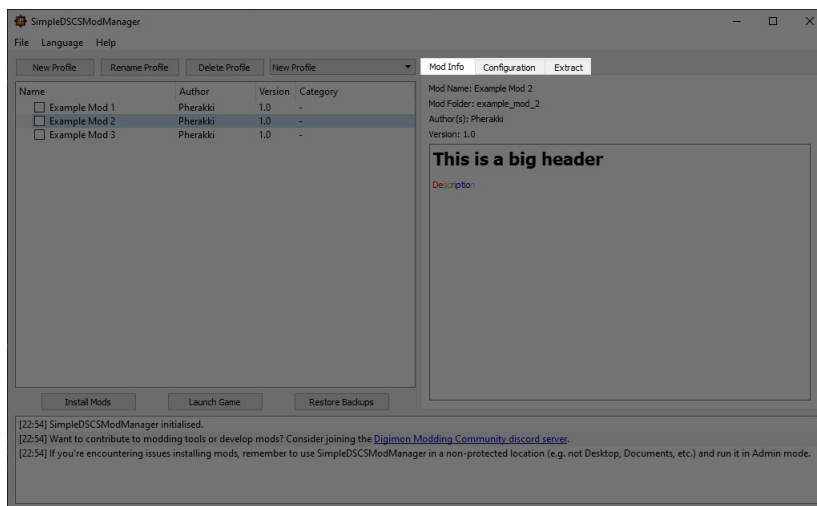 SimpleDSCSModManager
File Language Help
New Profile Rename Profile Delete Profile New Profile
Mod Info Configuration Extract
Name Author Version Category
Example Mod 1 Pherakki 1.0 -
Example Mod 2 Pherakki 1.0 -
Example Mod 3 Pherakki 1.0 -
Mod Name: Example Mod 2
Mod Folder: example_mod_2
Author(s): Pherakki
Version: 1.0
This is a big header
Description
Install Mods Launch Game Restore Backups
[22:54] SimpleDSCSModManager initialised.
[22:54] Want to contribute to modding tools or develop mods? Consider joining the Digimon Modding Community discord server.
[22:54] If you're encountering issues installing mods, remember to use SimpleDSCSModManager in a non-protected location (e.g. not Desktop, Documents, etc.) and run it in Admin mode.